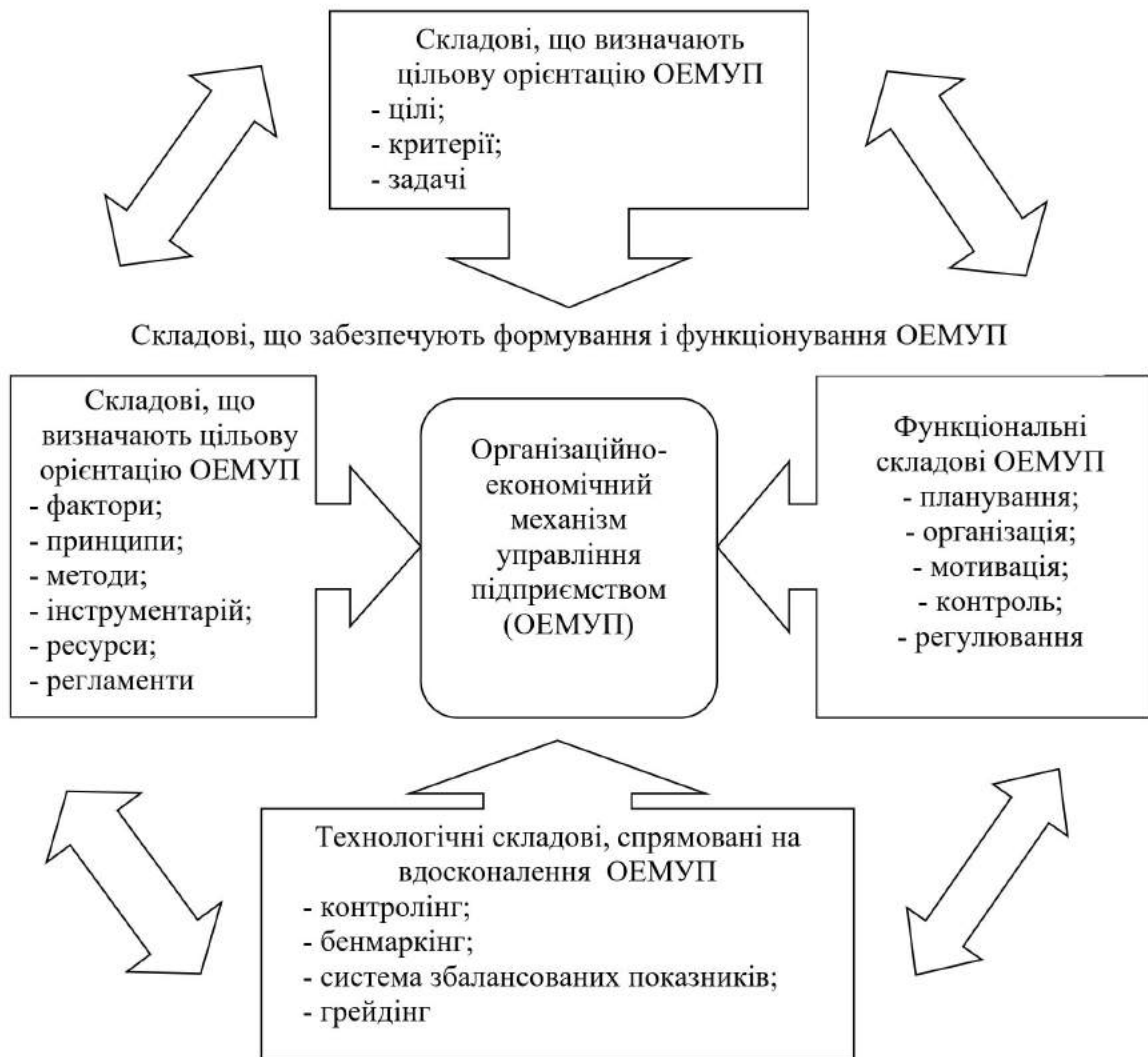 Складові, що визначають
цільову орієнтацію ОЕМУП
- цілі;
- критерії;
- задачі
Складові, що забезпечують формування і функціонування ОЕМУП
Складові, що
визначають цільову
орієнтацію ОЕМУП
- фактори;
- принципи;
- методи;
- інструментарій;
- ресурси;
- регламенти
Організаційно-
економічний
механізм
управління
підприємством
(ОЕМУП)
Функціональні
складові ОЕМУП
- планування;
- організація;
- мотивація;
- контроль;
- регулювання
Технологічні складові, спрямовані на
вдосконалення ОЕМУП
- контролінг;
- бенмаркінг;
- система збалансованих показників;
- грейдінг